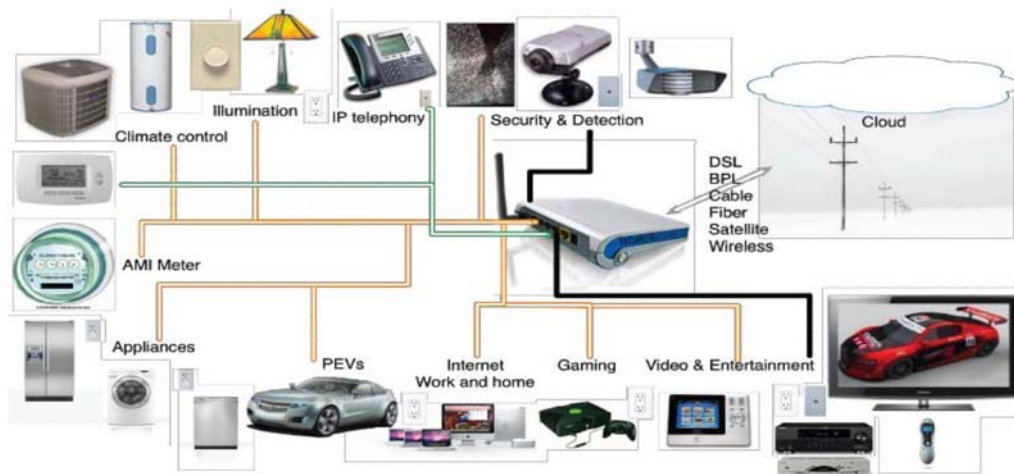 Illumination
IP telephony
Security & Detection
Cloud
Climate control
DSL
BPL
Cable
Fiber
Satellite
Wireless
AMI Meter
Appliances
PEVs
Internet
Work and home
Gaming
Video & Entertainment